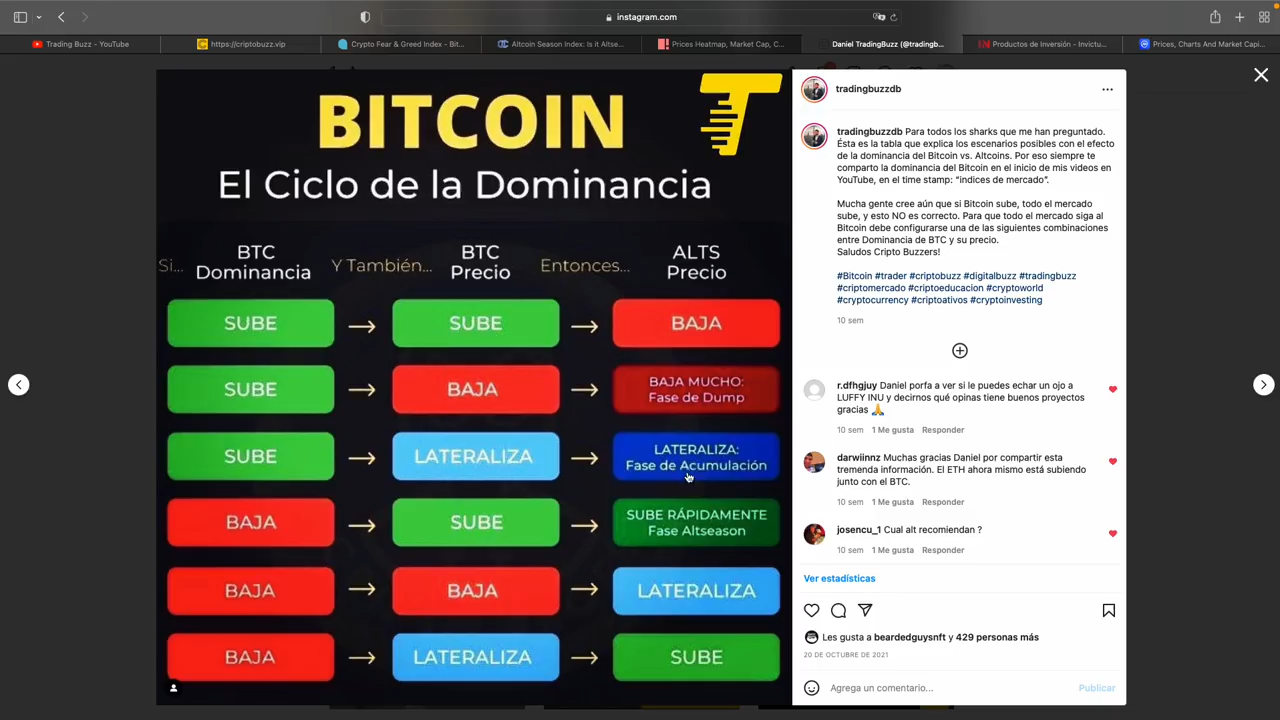 instagram.com
Trading Buzz - YouTube
https://criptobuzz.vip
Crypto Fear & Greed Index - Bit...
Altcoin Season Index: Is it Altse...
Prices Heatmap, Market Cap, C...
Daniel TradingBuzz (@tradingb...
Productos de Inversión - Invictu...
Prices, Charts And Market Capi...
BITCOIN
El Ciclo de la Dominancia
Si... BTC Dominancia Y También... BTC Precio Entonces... ALTS Precio
SUBE → SUBE → BAJA
SUBE → BAJA → BAJA MUCHO: Fase de Dump
SUBE → LATERALIZA → LATERALIZA: Fase de Acumulación
BAJA → SUBE → SUBE RÁPIDAMENTE Fase Altseason
BAJA → BAJA → LATERALIZA
BAJA → LATERALIZA → SUBE
tradingbuzzdb
tradingbuzzdb Para todos los sharks que me han preguntado.
Ésta es la tabla que explica los escenarios posibles con el efecto
de la dominancia del Bitcoin vs. Altcoins. Por eso siempre te
comparto la dominancia del Bitcoin en el inicio de mis videos en
YouTube, en el time stamp: “indices de mercado”.
Mucha gente cree aún que si Bitcoin sube, todo el mercado
sube, y esto NO es correcto. Para que todo el mercado siga al
Bitcoin debe configurarse una de las siguientes combinaciones
entre Dominancia de BTC y su precio.
Saludos Cripto Buzzers!
#Bitcoin #trader #criptobuzz #digitalbuzz #tradingbuzz
#criptomercado #criptoeducacion #cryptoworld
#cryptocurrency #criptoativos #cryptoinvesting
10 sem
r.dfhgjuy Daniel porfa a ver si le puedes echar un ojo a
LUFFY INU y decirnos qué opinas tiene buenos proyectos
gracias 🙏
10 sem 1 Me gusta Responder
darwiinnz Muchas gracias Daniel por compartir esta
tremenda información. El ETH ahora mismo está subiendo
junto con el BTC.
10 sem 1 Me gusta Responder
josencu_1 Cual alt recomiendan ?
10 sem 1 Me gusta Responder
Ver estadísticas
Les gusta a beardedguysnft y 429 personas más
20 DE OCTUBRE DE 2021
Agrega un comentario... Publicar